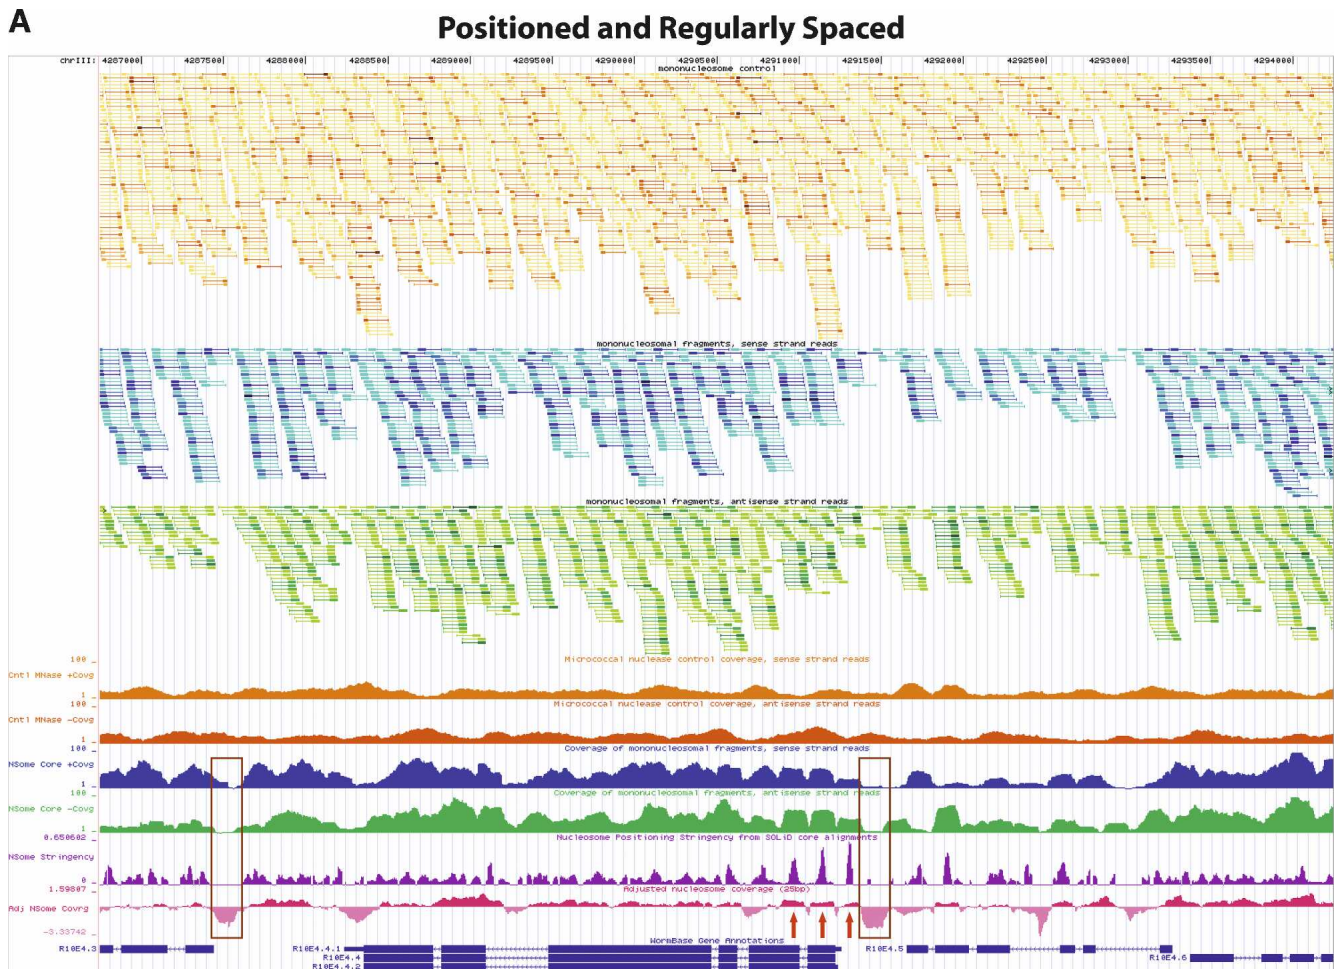 A
Positioned and Regularly Spaced
chrIII: 4287000 4287500 4288000 4288500 4289000 4289500 4290000 4290500 4291000 4291500 4292000 4292500 4293000 4293500 4294000
mononucleosome control
mononucleosomal fragments, sense strand reads
mononucleosomal fragments, antisense strand reads
100 _
Micrococcal nuclease control coverage, sense strand reads
Cntl MNase +Covg
1 _
100 _
Micrococcal nuclease control coverage, antisense strand reads
Cntl MNase -Covg
1 _
100 _
Coverage of mononucleosomal fragments, sense strand reads
NSome Core +Covg
1 _
100 _
Coverage of mononucleosomal fragments, antisense strand reads
NSome Core -Covg
1 _
0.650602 _
Nucleosome Positioning Stringency from SOLiD core alignments
NSome Stringency
0 _
1.59807 _
Adjusted nucleosome coverage (25bp)
Adj NSome Covrg
-3.33742 _
WormBase Gene Annotations
R10E4.3
R10E4.4.1
R10E4.5
R10E4.4
R10E4.6
R10E4.4.2